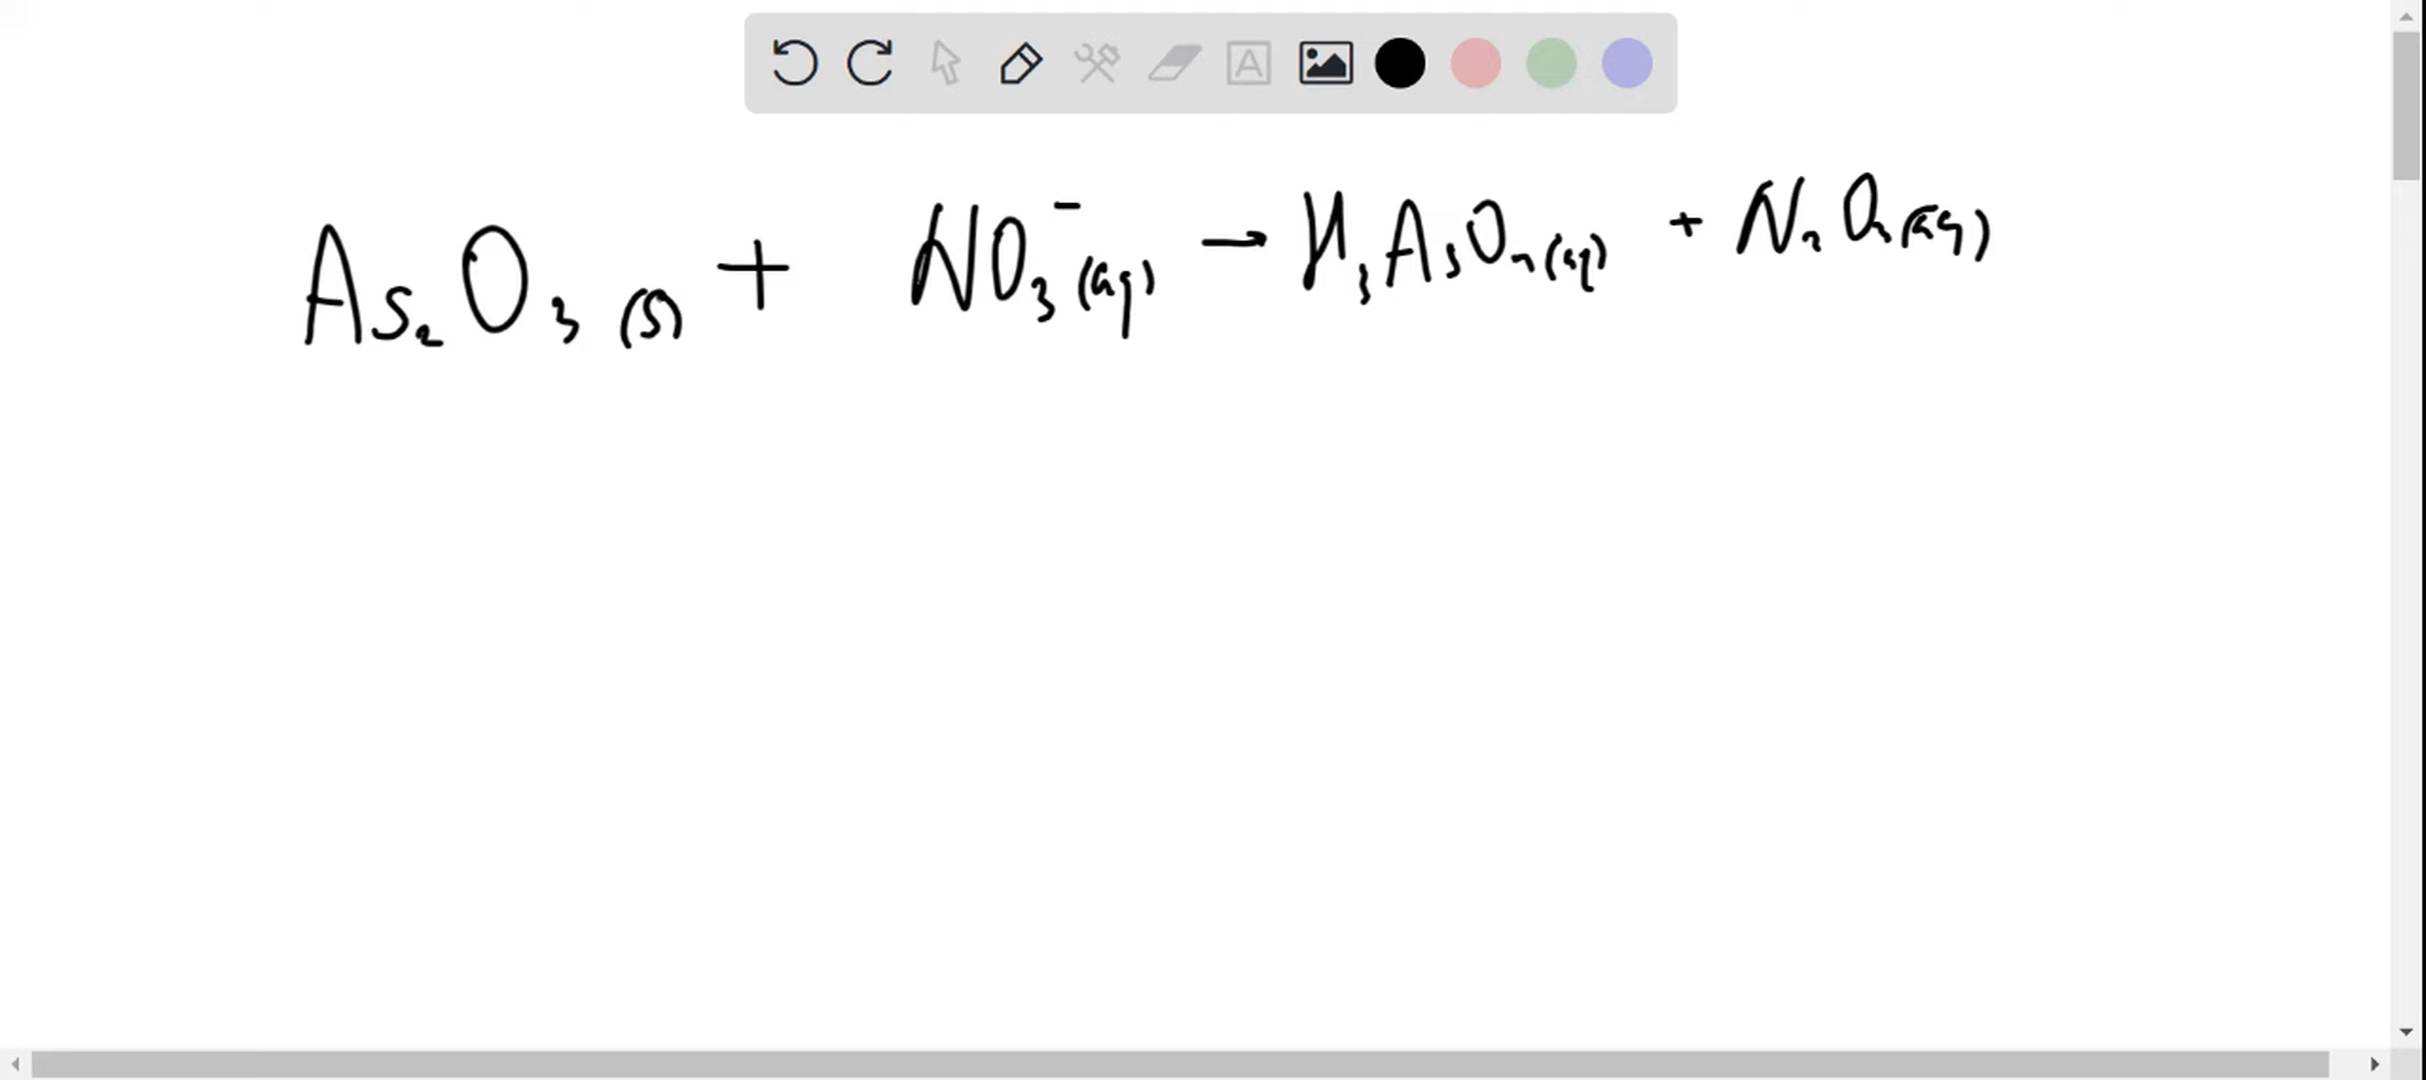 As₂O₃ (s) + NO₃⁻ (aq) → H₃AsO₄ (aq) + N₂O₃ (aq)